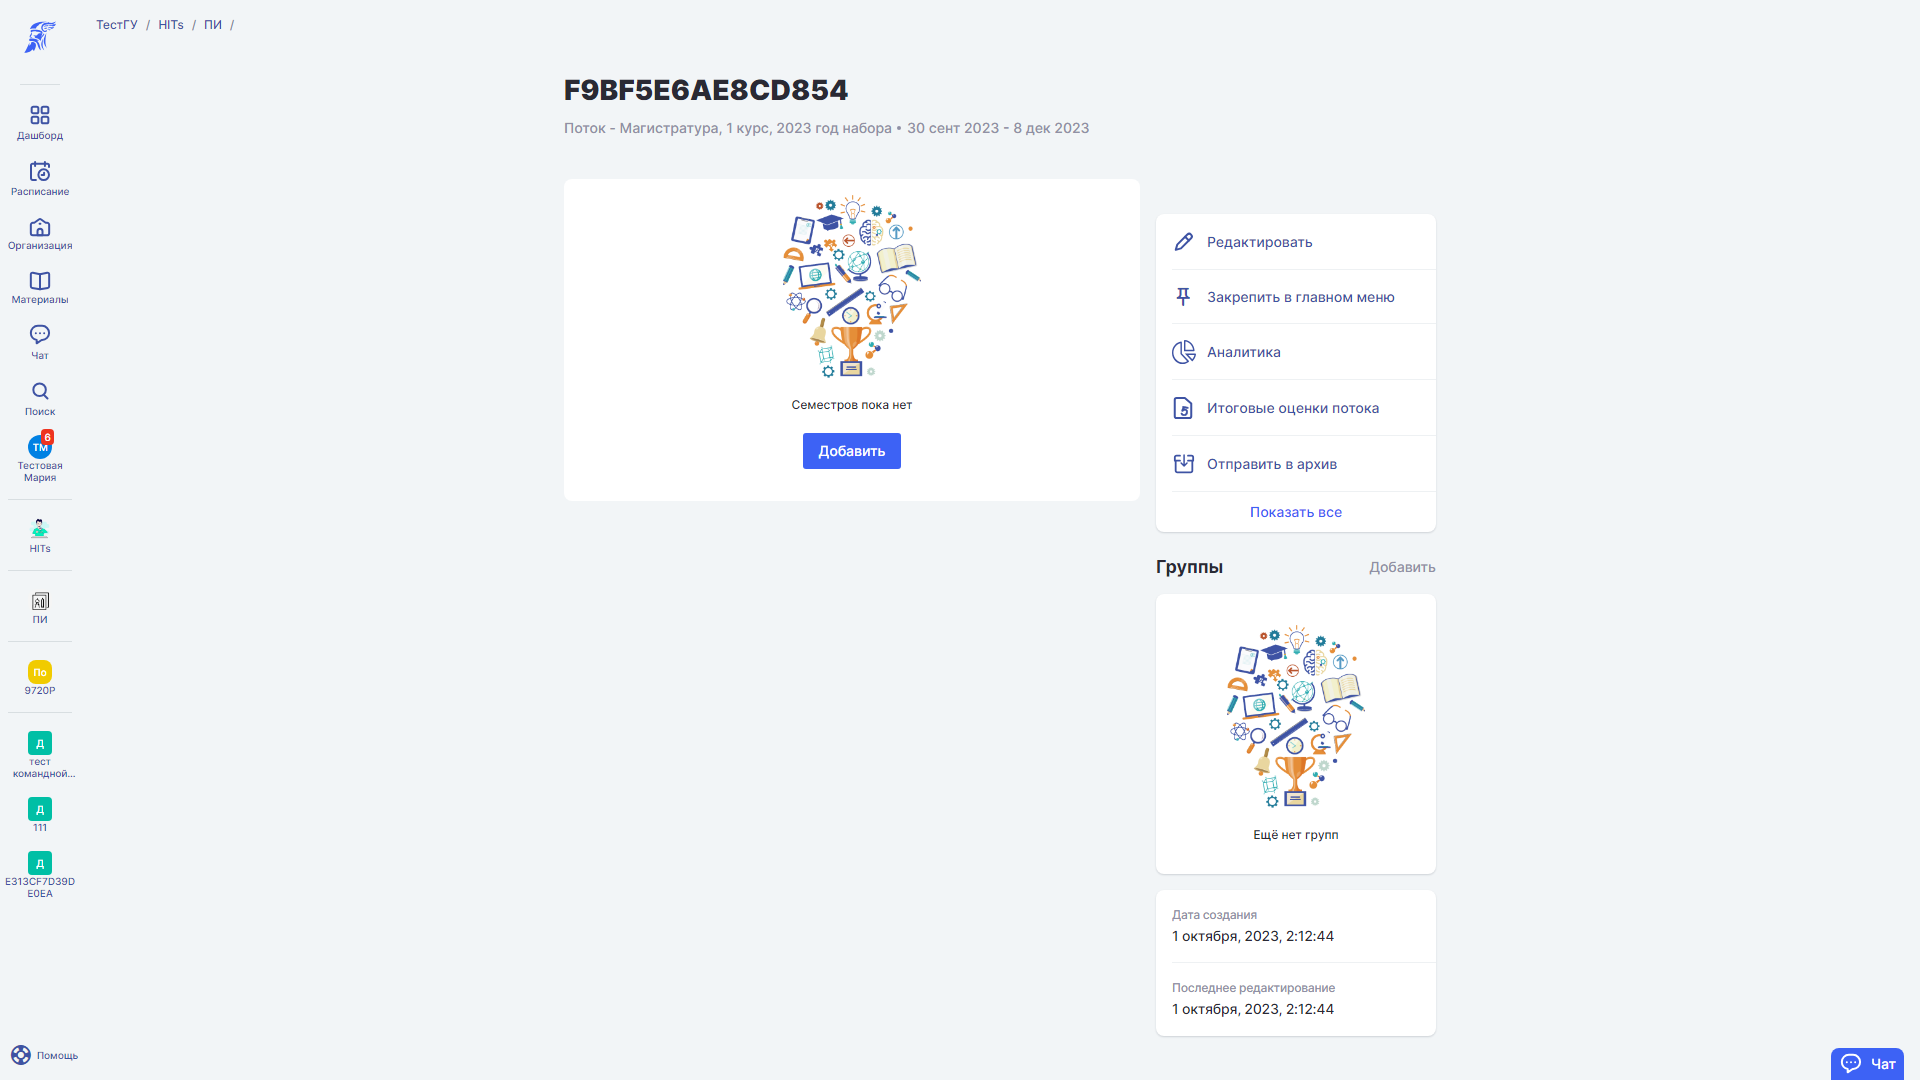 ТестГУ / HITs / ПИ /
Дашборд
Расписание
Организация
Материалы
Чат
Поиск
ТМ
6
Тестовая
Мария
HITs
ПИ
По
9720Р
Д
тест
командной...
Д
111
Д
E313CF7D39D
E0EA
Помощь
F9BF5E6AE8CD854
Поток - Магистратура, 1 курс, 2023 год набора • 30 сент 2023 - 8 дек 2023
Семестров пока нет
Добавить
Редактировать
Закрепить в главном меню
Аналитика
Итоговые оценки потока
Отправить в архив
Показать все
Группы
Добавить
Ещё нет групп
Дата создания
1 октября, 2023, 2:12:44
Последнее редактирование
1 октября, 2023, 2:12:44
Чат